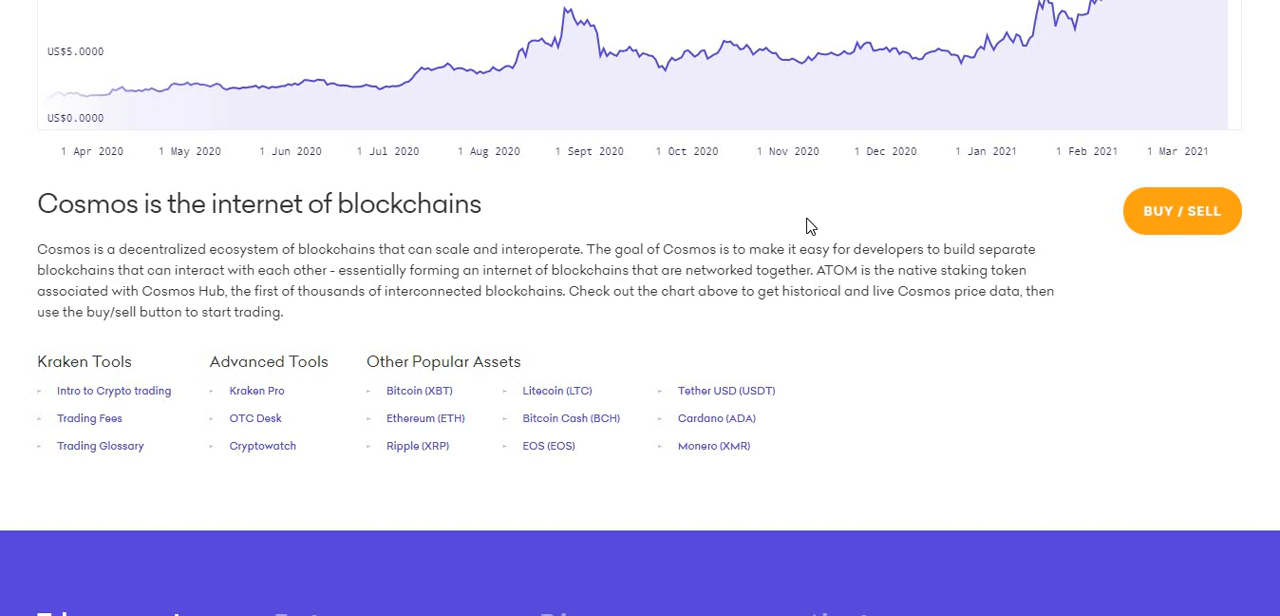 US$5.0000
US$0.0000
1 Apr 2020 1 May 2020 1 Jun 2020 1 Jul 2020 1 Aug 2020 1 Sept 2020 1 Oct 2020 1 Nov 2020 1 Dec 2020 1 Jan 2021 1 Feb 2021 1 Mar 2021
Cosmos is the internet of blockchains
BUY / SELL
Cosmos is a decentralized ecosystem of blockchains that can scale and interoperate. The goal of Cosmos is to make it easy for developers to build separate
blockchains that can interact with each other - essentially forming an internet of blockchains that are networked together. ATOM is the native staking token
associated with Cosmos Hub, the first of thousands of interconnected blockchains. Check out the chart above to get historical and live Cosmos price data, then
use the buy/sell button to start trading.
Kraken Tools
Intro to Crypto trading
Trading Fees
Trading Glossary
Advanced Tools
Kraken Pro
OTC Desk
Cryptowatch
Other Popular Assets
Bitcoin (XBT)
Ethereum (ETH)
Ripple (XRP)
Litecoin (LTC)
Bitcoin Cash (BCH)
EOS (EOS)
Tether USD (USDT)
Cardano (ADA)
Monero (XMR)